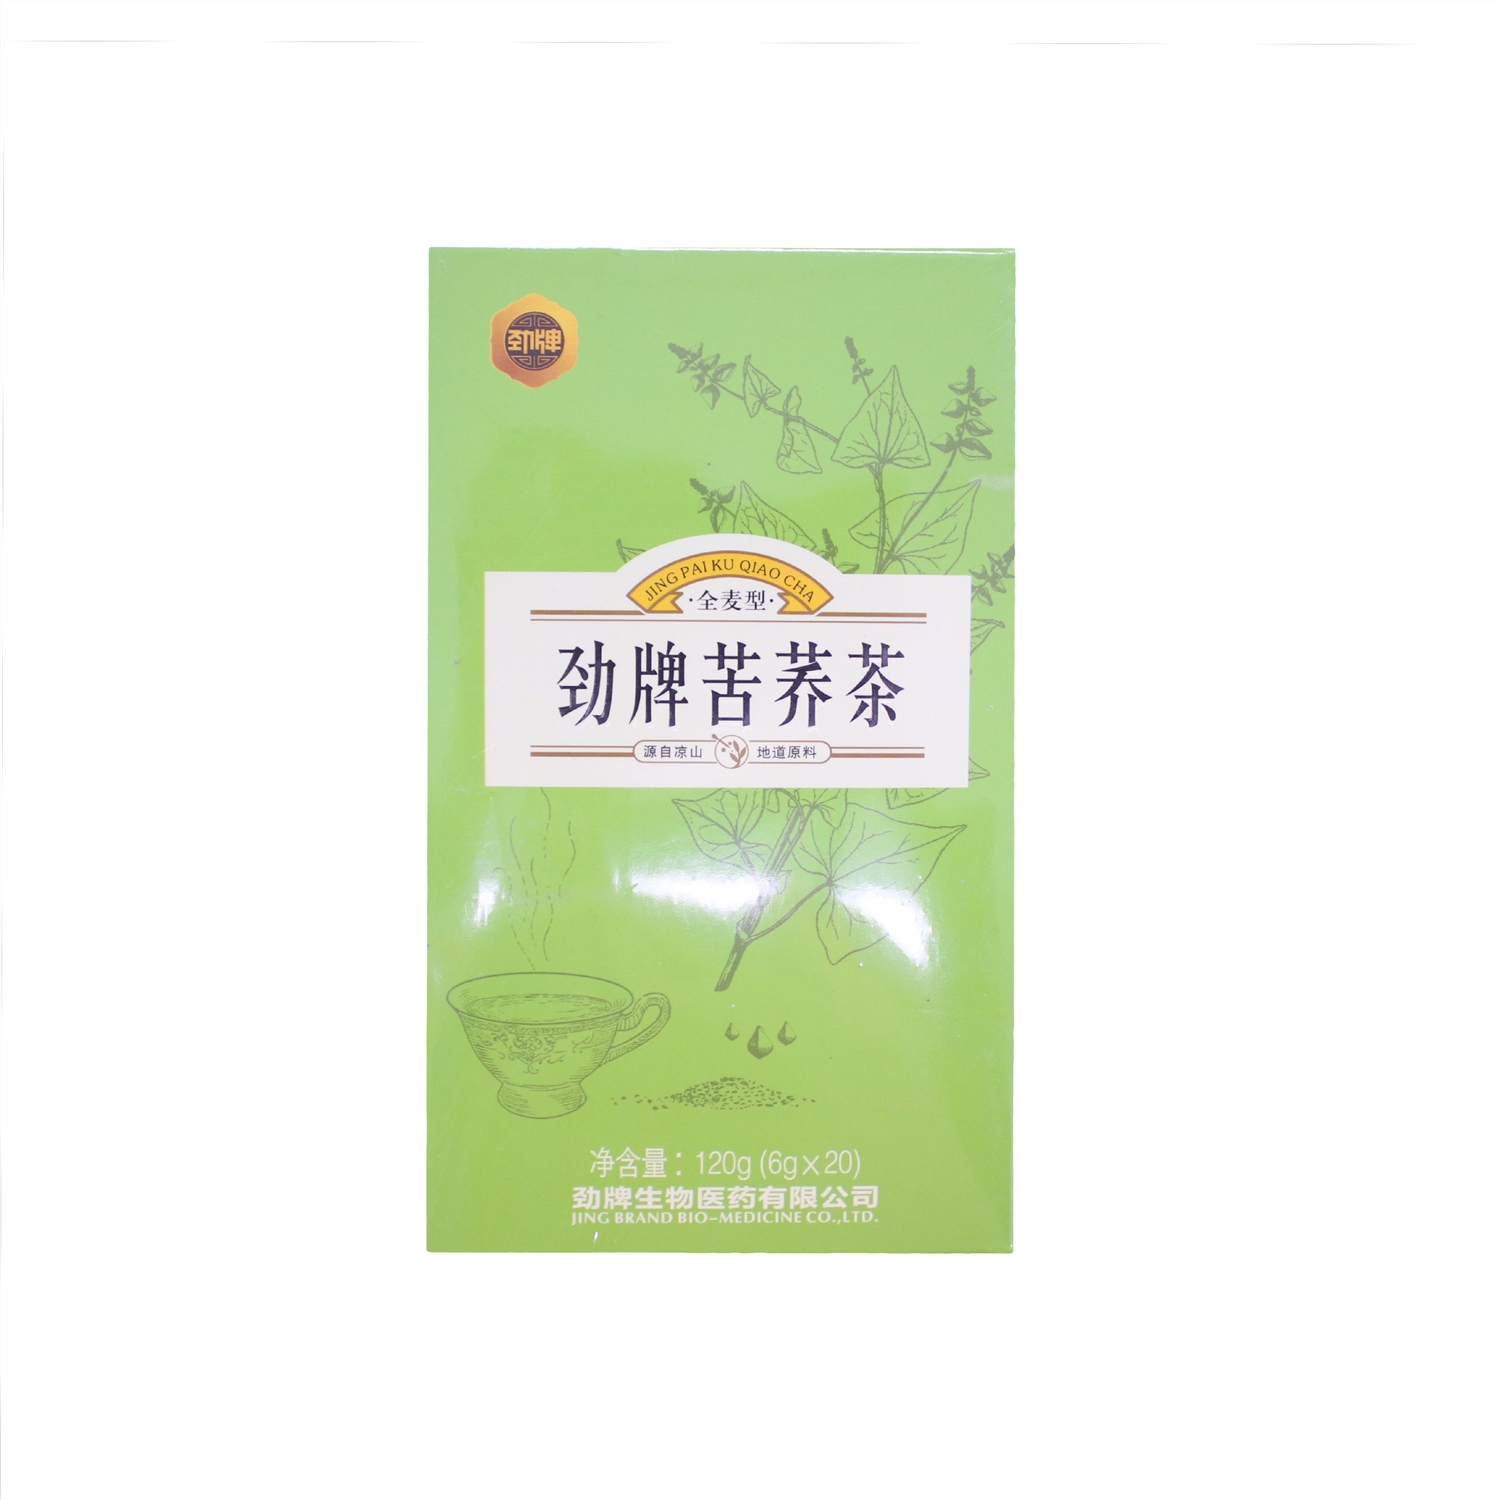 劲牌
JING PAI KU QIAO CHA
·全麦型·
劲牌苦荞茶
源自凉山 地道原料
净含量：120g (6g×20)
劲牌生物医药有限公司
JING BRAND BIO-MEDICINE CO.,LTD.